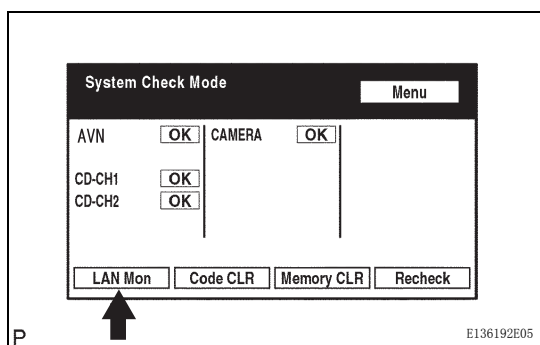 System Check Mode
Menu
AVN OK CAMERA OK
CD-CH1 OK
CD-CH2 OK
LAN Mon Code CLR Memory CLR Recheck
P
E136192E05